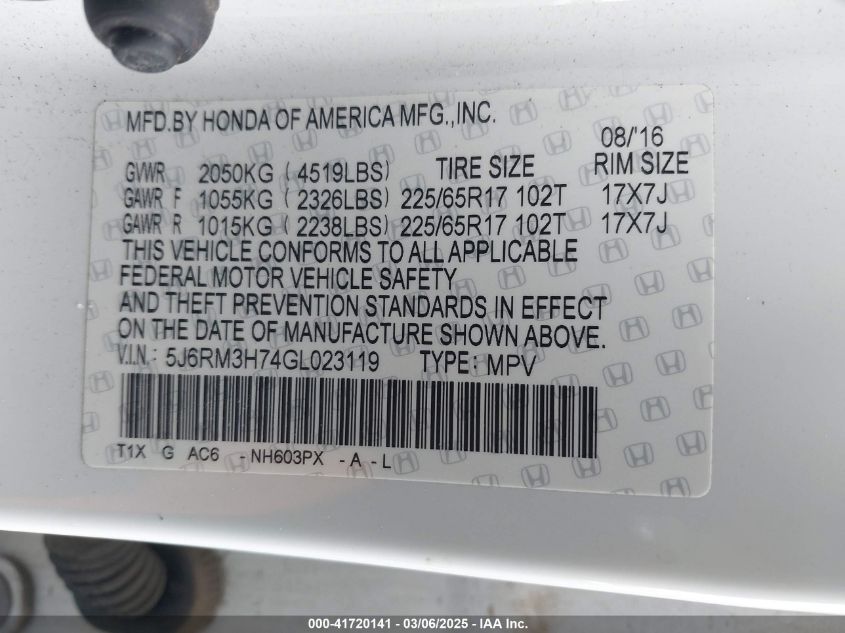 MFD.BY HONDA OF AMERICA MFG.,INC.
08/'16
GVWR 2050KG ( 4519LBS) TIRE SIZE RIM SIZE
GAWR F 1055KG ( 2326LBS) 225/65R17 102T 17X7J
GAWR R 1015KG ( 2238LBS) 225/65R17 102T 17X7J
THIS VEHICLE CONFORMS TO ALL APPLICABLE
FEDERAL MOTOR VEHICLE SAFETY
AND THEFT PREVENTION STANDARDS IN EFFECT
ON THE DATE OF MANUFACTURE SHOWN ABOVE.
V.I.N.: 5J6RM3H74GL023119 TYPE: MPV
T1X G AC6 -NH603PX -A -L
000-41720141 - 03/06/2025 - IAA Inc.